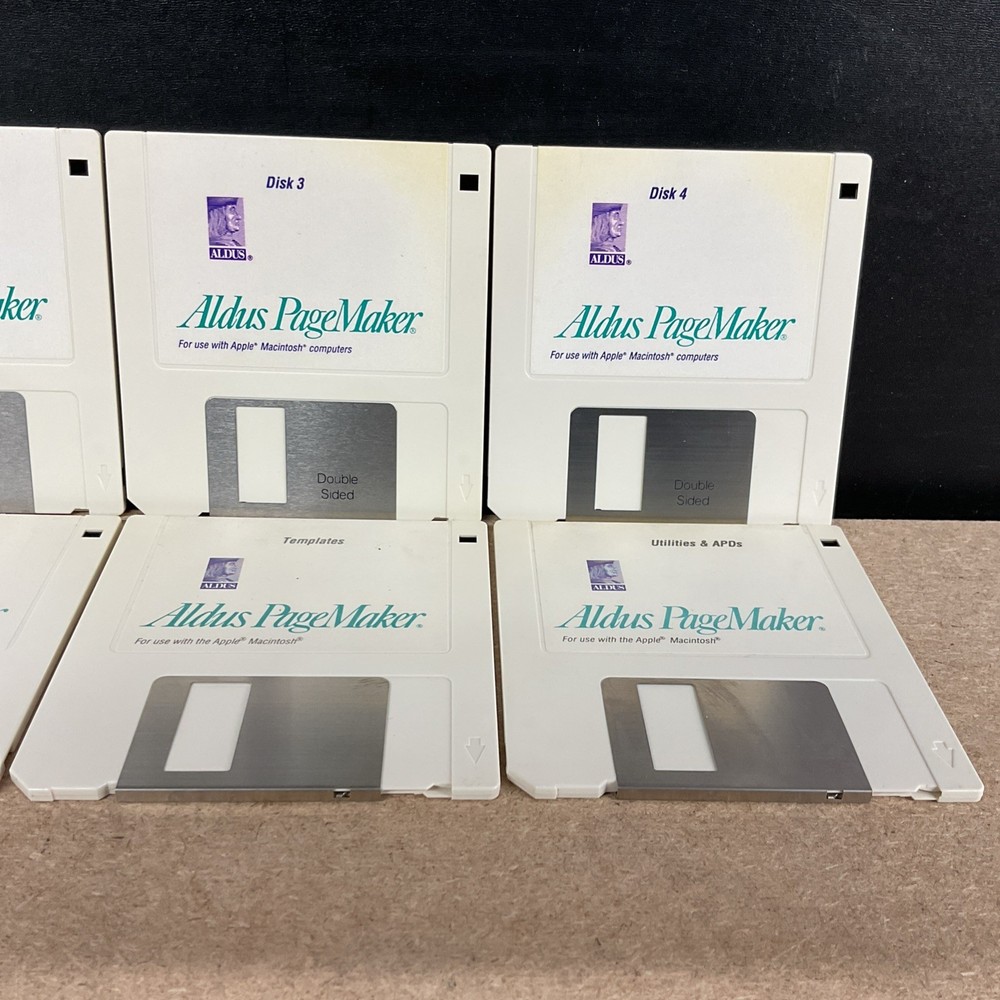 ker®
Disk 3
ALDUS®
Aldus PageMaker®
For use with Apple® Macintosh® computers
Double
Sided
Disk 4
ALDUS®
Aldus PageMaker®
For use with Apple® Macintosh® computers
Double
Sided
Templates
ALDUS
Aldus PageMaker®
For use with the Apple® Macintosh®
Utilities & APDs
ALDUS
Aldus PageMaker®
For use with the Apple® Macintosh®